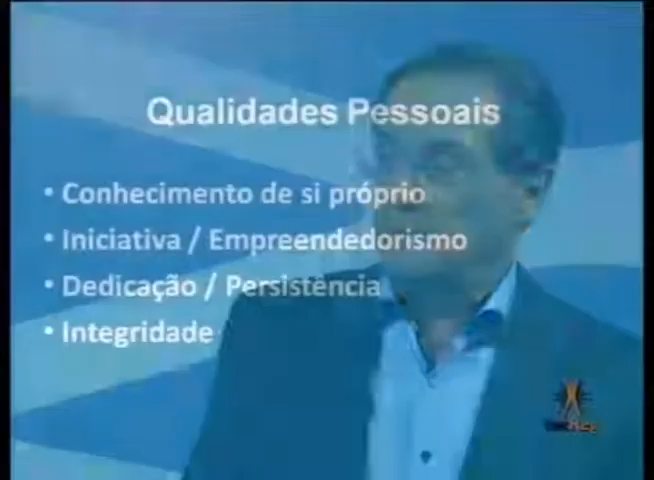 Qualidades Pessoais
• Conhecimento de si próprio
• Iniciativa / Empreendedorismo
• Dedicação / Persistência
• Integridade